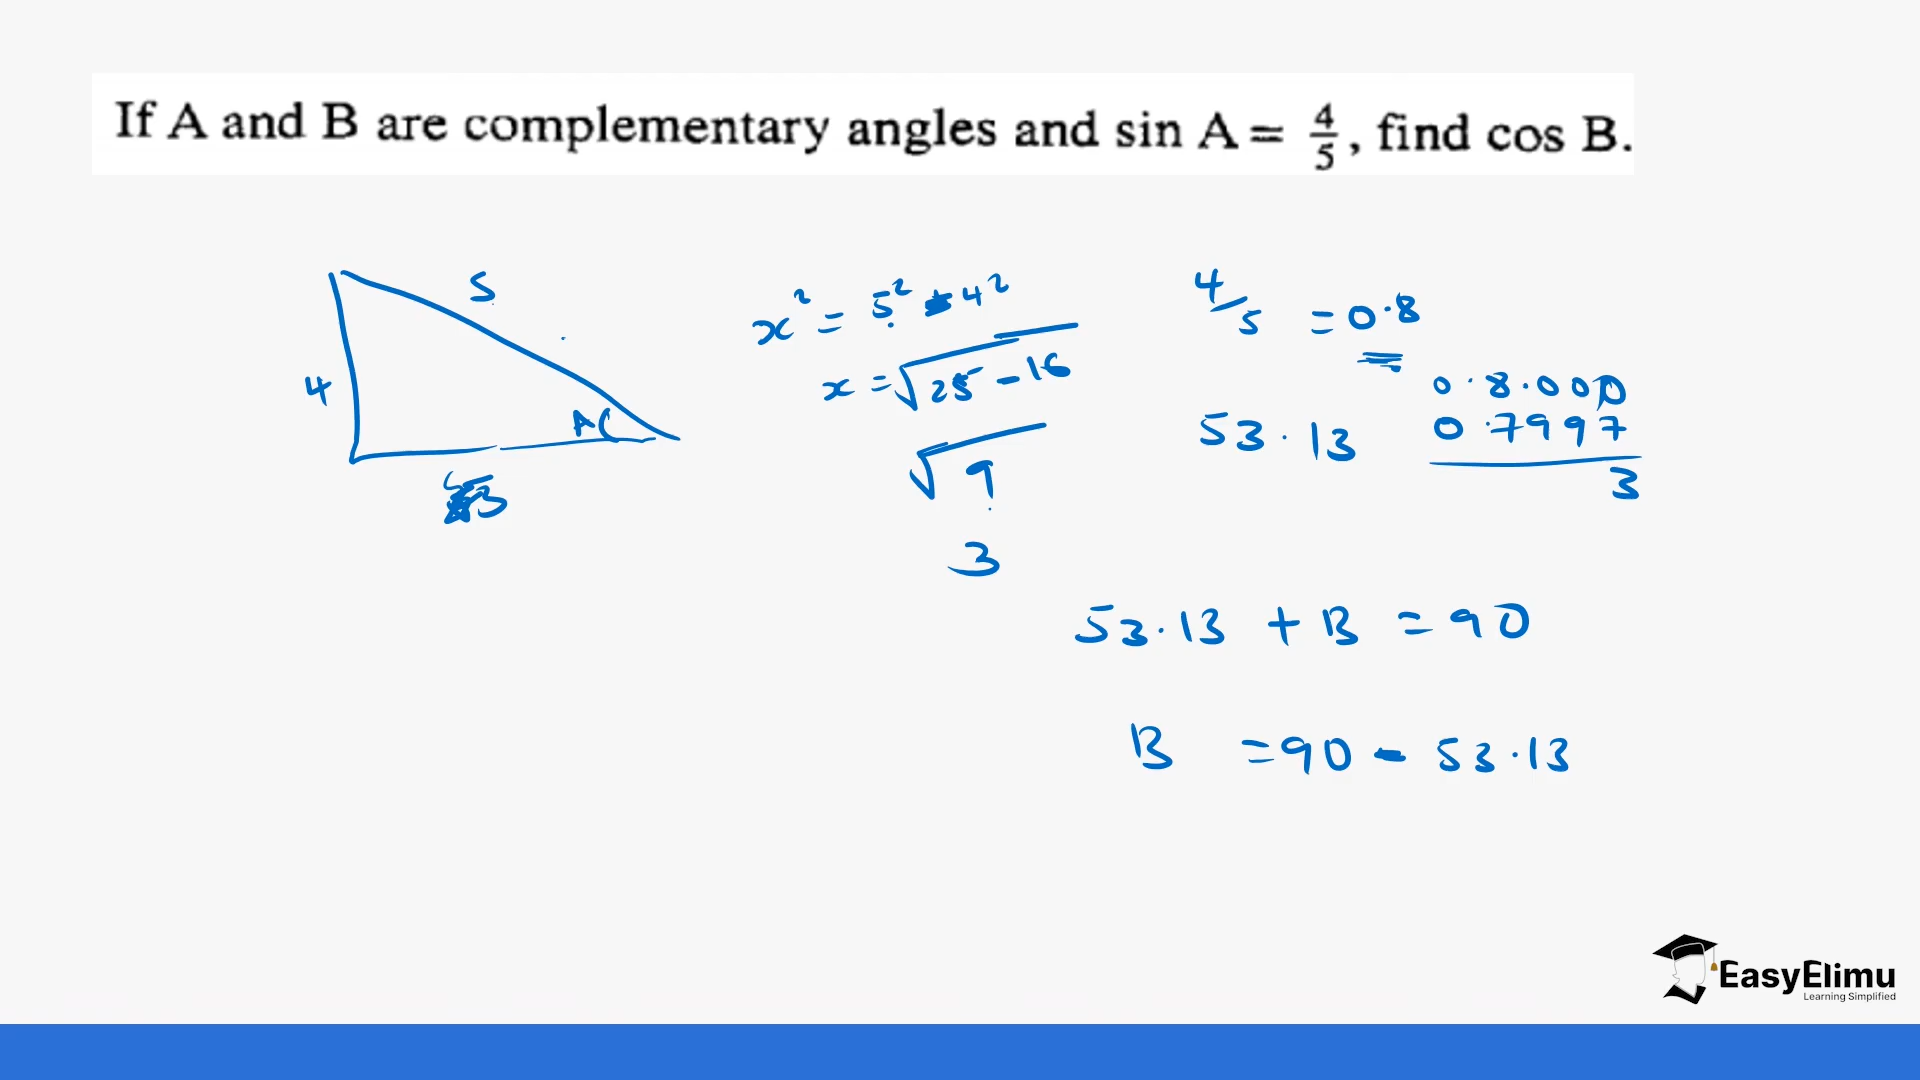 If A and B are complementary angles and sin A = 4/5, find cos B.
5
4
A
3
x² = 5² - 4²
x = √25 - 16
√9
3
4/5 = 0.8
0.8.000
53.13
0.7997
3
53.13 + B = 90
B = 90 - 53.13
EasyElimu
Learning Simplified